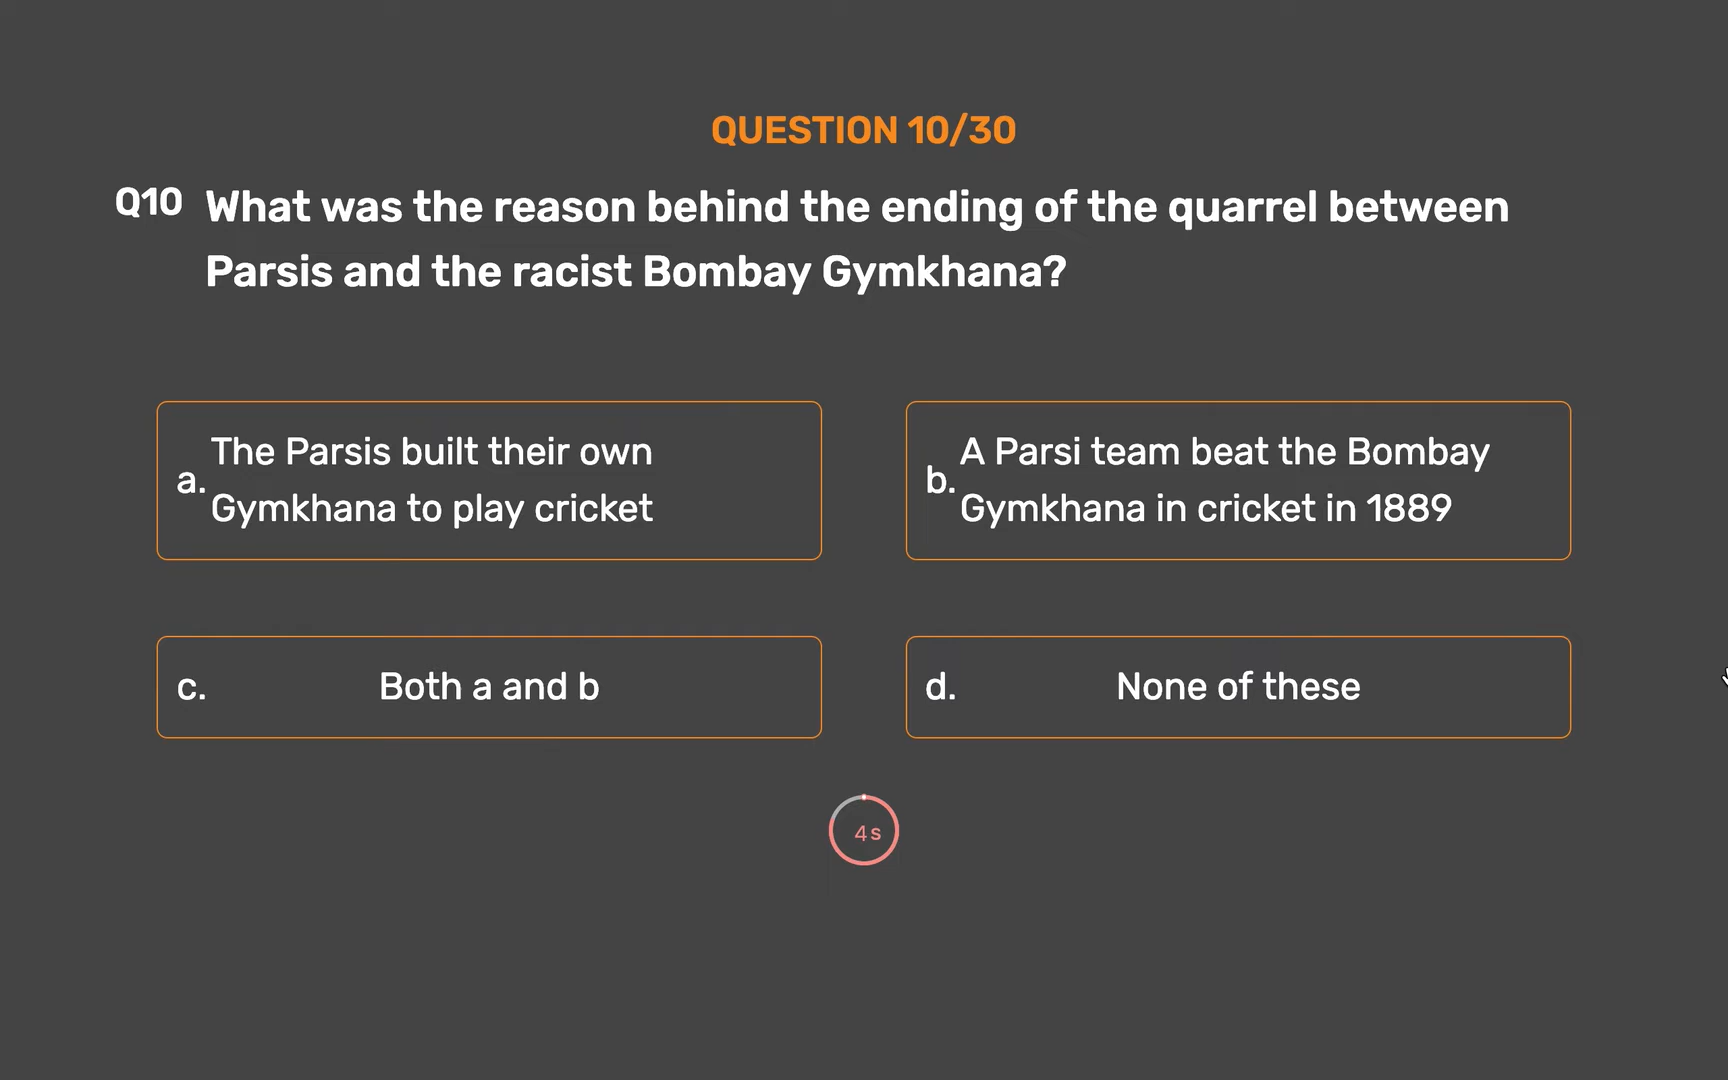 QUESTION 10/30
Q10 What was the reason behind the ending of the quarrel between
Parsis and the racist Bombay Gymkhana?
a. The Parsis built their own
Gymkhana to play cricket
b. A Parsi team beat the Bombay
Gymkhana in cricket in 1889
c. Both a and b
d. None of these
4s